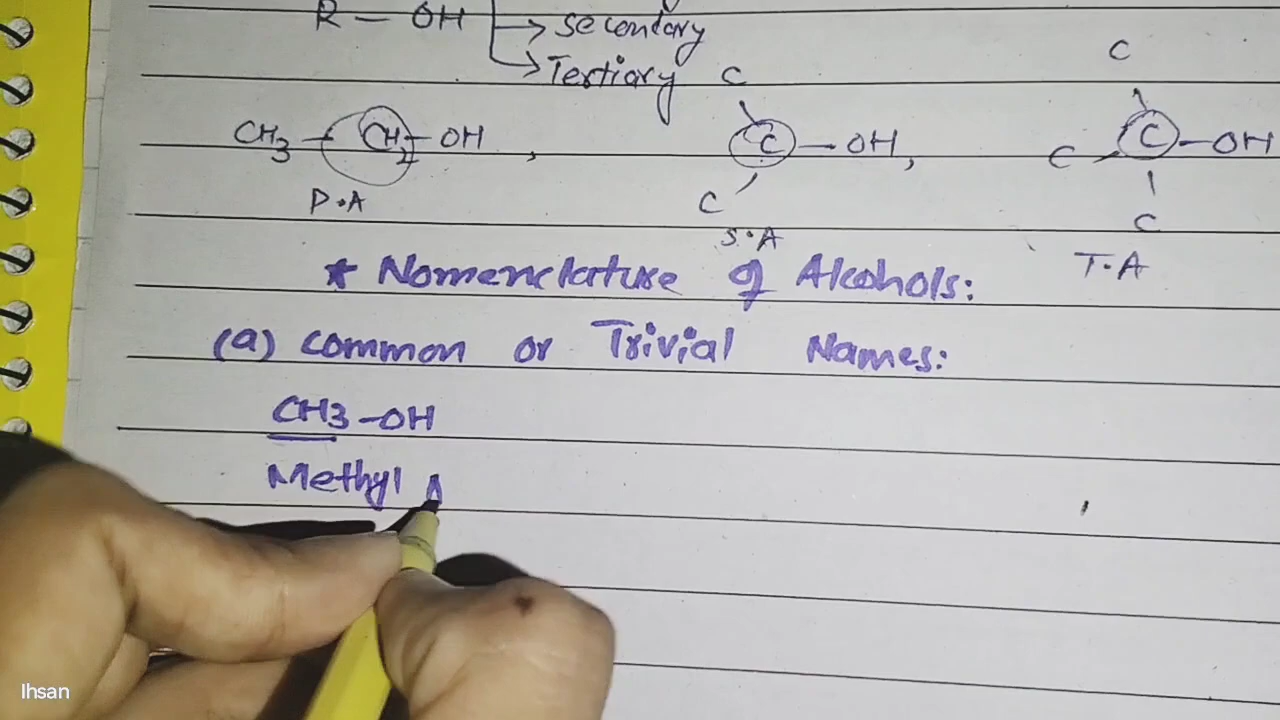 R — OH → secondary
→ Tertiary
C C
CH3 — CH2 — OH , C — OH, C C — OH
C C
P.A S.A T.A
* Nomenclature of Alcohols:
(a) common or Trivial Names:
CH3 -OH
Methyl A
Ihsan